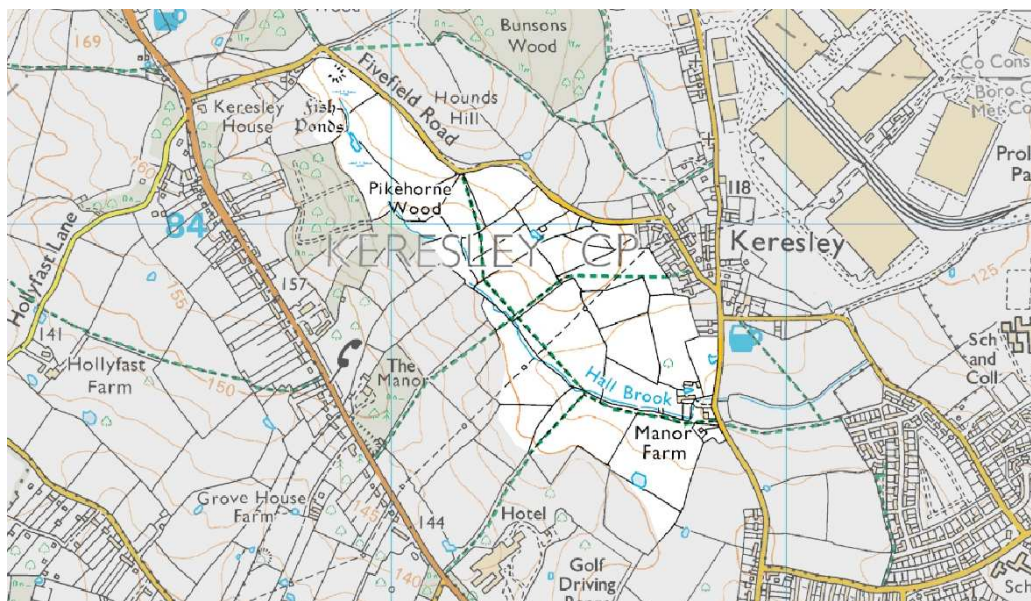 169
Bunsons
Wood
Co Cons
Boro C
Met C
Keresley
House
Fish
Ponds
Fivefield Road
Hounds
Hill
Prol
Pa
160
Pikehorne
Wood
118
84
KERESLEY CP
Keresley
Hollyfast Lane
155
157
125
141
Hollyfast
Farm
150
The
Manor
Hall Brook
Sch
and
Coll
Manor
Farm
Grove House
Farm
145
144
Hotel
140
Golf
Driving
Sch